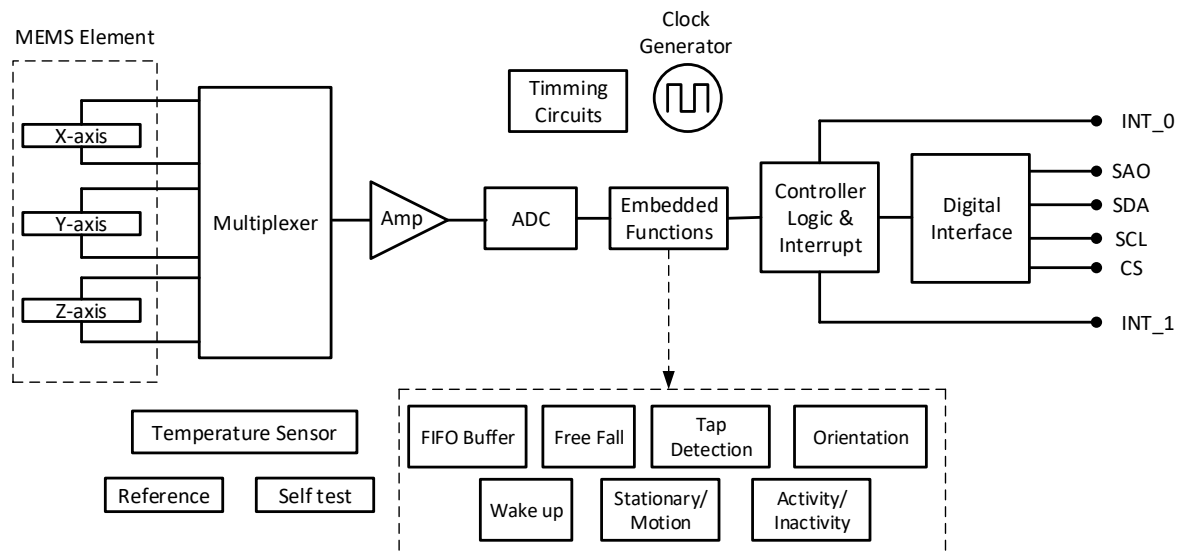 Clock
Generator
MEMS Element
Timming
Circuits
X-axis
INT_0
Y-axis
Multiplexer
Amp
ADC
Embedded
Functions
Controller
Logic &
Interrupt
Digital
Interface
SAO
SDA
SCL
CS
Z-axis
INT_1
Temperature Sensor
FIFO Buffer
Free Fall
Tap
Detection
Orientation
Reference
Self test
Wake up
Stationary/
Motion
Activity/
Inactivity